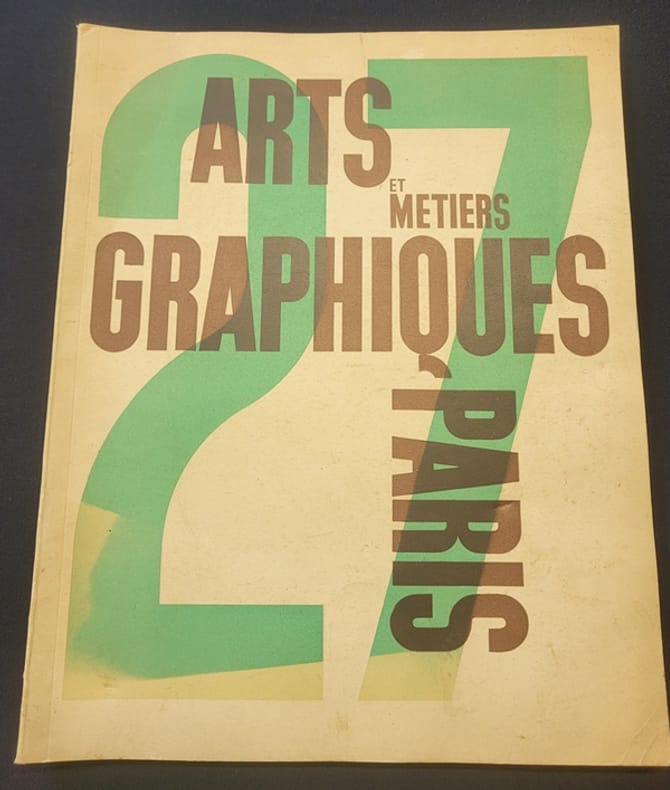 27
ARTS
ET
METIERS
GRAPHIQUES
, PARIS